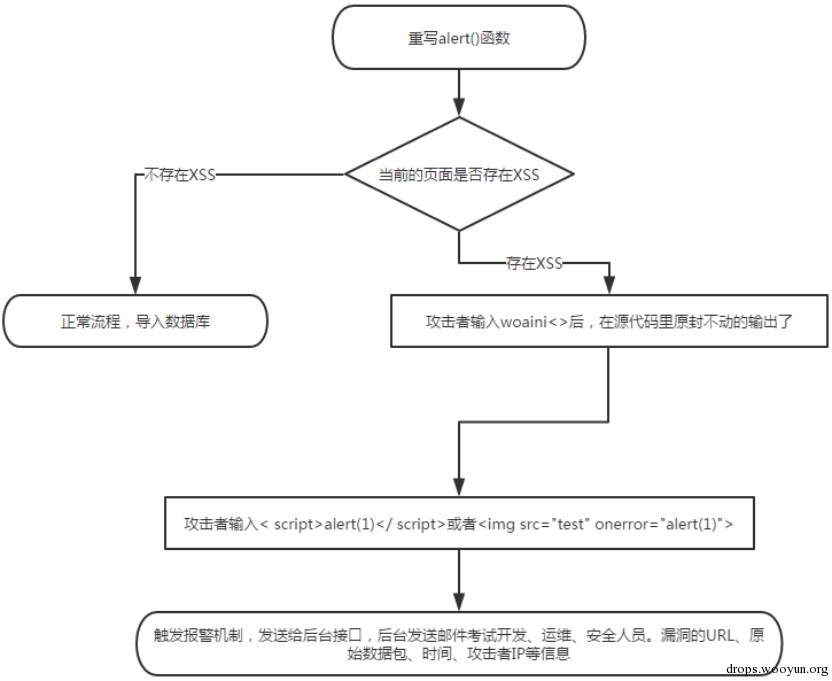 重写alert()函数
当前的页面是否存在XSS
不存在XSS
存在XSS
正常流程，导入数据库
攻击者输入woaini<>后，在源代码里原封不动的输出了
攻击者输入< script>alert(1)</ script>或者<img src="test" onerror="alert(1)">
触发报警机制，发送给后台接口，后台发送邮件考试开发、运维、安全人员。漏洞的URL、原
始数据包、时间、攻击者IP等信息
drops.wooyun.org